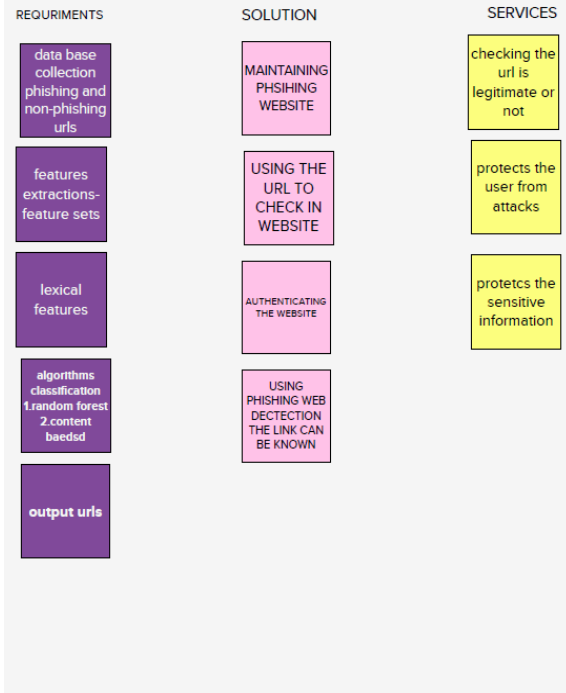 REQURIMENTS
data base
collection
phishing and
non-phishing
urls
features
extractions-
feature sets
lexical
features
algorithms
classification
1.random forest
2.content
baedsd
output urls
SOLUTION
MAINTAINING
PHSIHING
WEBSITE
USING THE
URL TO
CHECK IN
WEBSITE
AUTHENTICATING
THE WEBSITE
USING
PHISHING WEB
DECTECTION
THE LINK CAN
BE KNOWN
SERVICES
checking the
url is
legitimate or
not
protects the
user from
attacks
protetcs the
sensitive
information